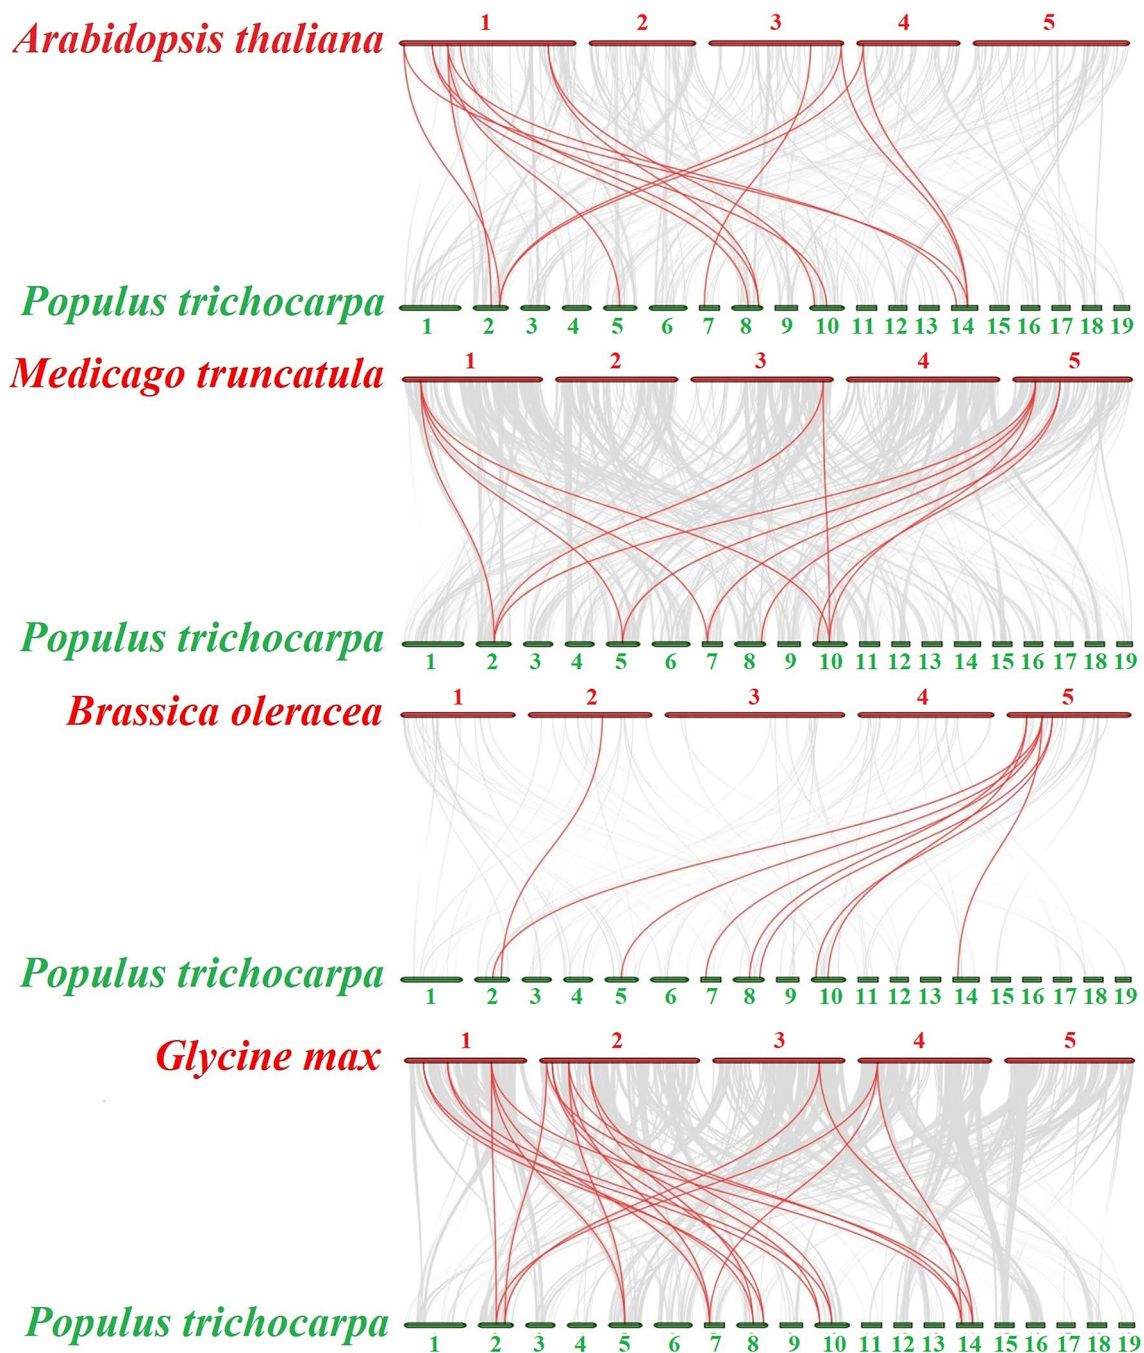 1 2 3 4 5
Arabidopsis thaliana
Populus trichocarpa
1 2 3 4 5 6 7 8 9 10 11 12 13 14 15 16 17 18 19
1 2 3 4 5
Medicago truncatula
Populus trichocarpa
1 2 3 4 5 6 7 8 9 10 11 12 13 14 15 16 17 18 19
1 2 3 4 5
Brassica oleracea
Populus trichocarpa
1 2 3 4 5 6 7 8 9 10 11 12 13 14 15 16 17 18 19
1 2 3 4 5
Glycine max
Populus trichocarpa
1 2 3 4 5 6 7 8 9 10 11 12 13 14 15 16 17 18 19